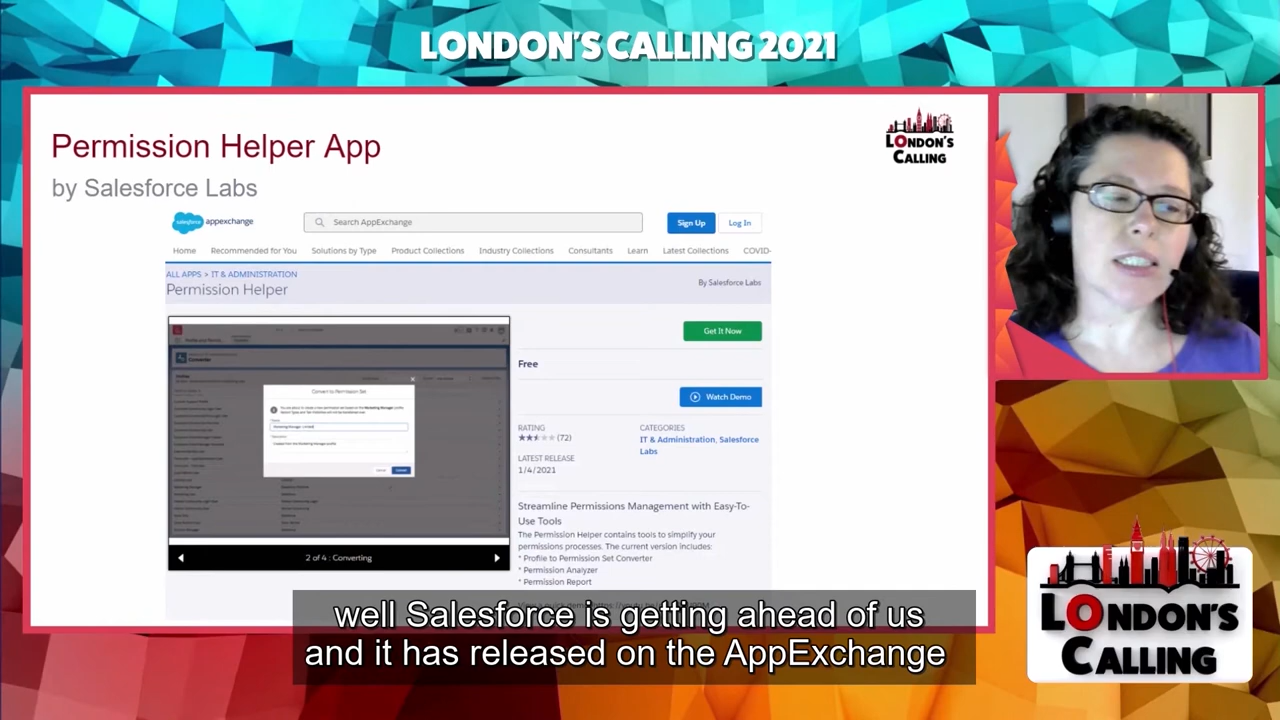 LONDON'S CALLING 2021
Permission Helper App
by Salesforce Labs
LONDON'S
CALLING
salesforce appexchange
Search AppExchange
Sign Up
Log In
Home
Recommended for You
Solutions by Type
Product Collections
Industry Collections
Consultants
Learn
Latest Collections
COVID-
ALL APPS > IT & ADMINISTRATION
Permission Helper
By Salesforce Labs
Get It Now
Convert to Permission Set
Free
Watch Demo
RATING
(72)
CATEGORIES
IT & Administration, Salesforce
Labs
LATEST RELEASE
1/4/2021
Streamline Permissions Management with Easy-To-
Use Tools
The Permission Helper contains tools to simplify your
permissions processes. The current version includes:
* Profile to Permission Set Converter
* Permission Analyzer
* Permission Report
2 of 4 : Converting
well Salesforce is getting ahead of us
and it has released on the AppExchange
LONDON'S
CALLING